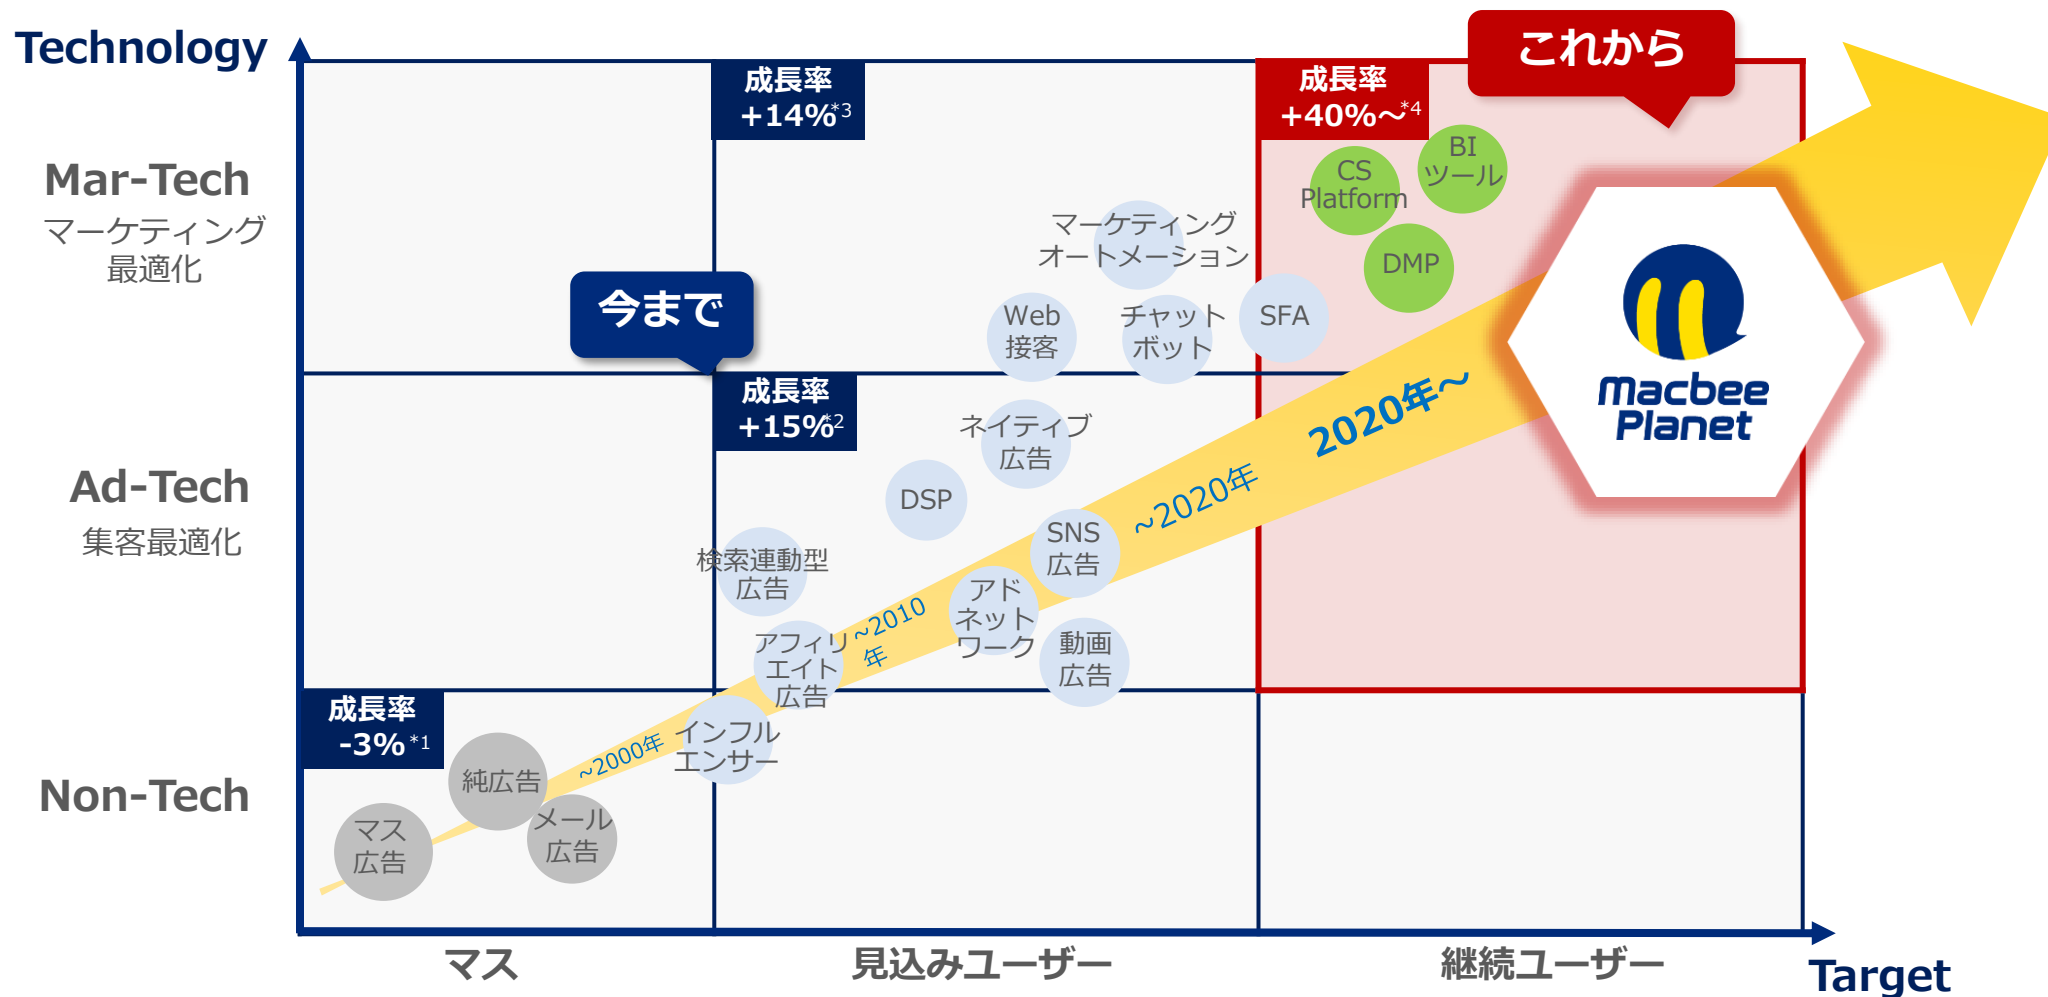 Technology
これから
成長率
+14%*3
成長率
+40%～*4
Mar-Tech
マーケティング
最適化
BI
ツール
CS
Platform
DMP
マーケティング
オートメーション
今まで
Web
接客
チャット
ボット
SFA
macbee
Planet
成長率
+15%*2
2020年～
Ad-Tech
集客最適化
ネイティブ
広告
DSP
~2020年
SNS
広告
検索連動型
広告
アド
ネット
ワーク
~2010
年
アフィリ
エイト
広告
動画
広告
成長率
-3%*1
インフル
エンサー
~2000年
Non-Tech
純広告
メール
広告
マス
広告
マス
見込みユーザー
継続ユーザー
Target